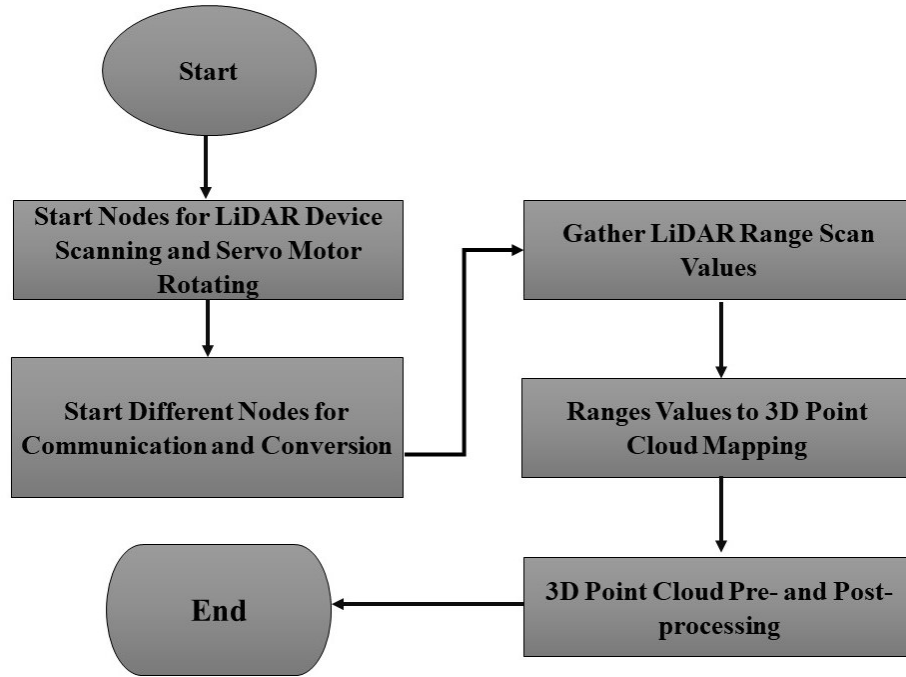 Start
Start Nodes for LiDAR Device
Scanning and Servo Motor
Rotating
Start Different Nodes for
Communication and Conversion
Gather LiDAR Range Scan
Values
Ranges Values to 3D Point
Cloud Mapping
3D Point Cloud Pre- and Post-
processing
End